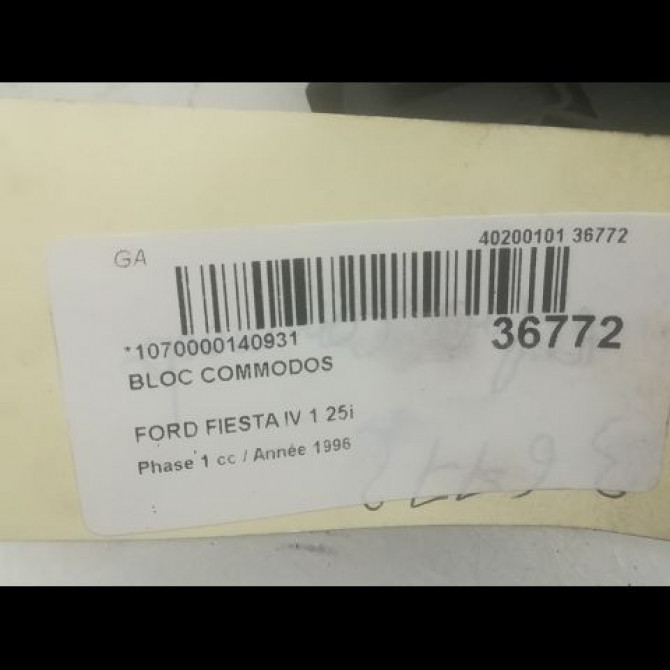 GA
40200101 36772
*1070000140931
36772
BLOC COMMODOS
FORD FIESTA IV 1 25i
Phase 1 cc / Année 1996